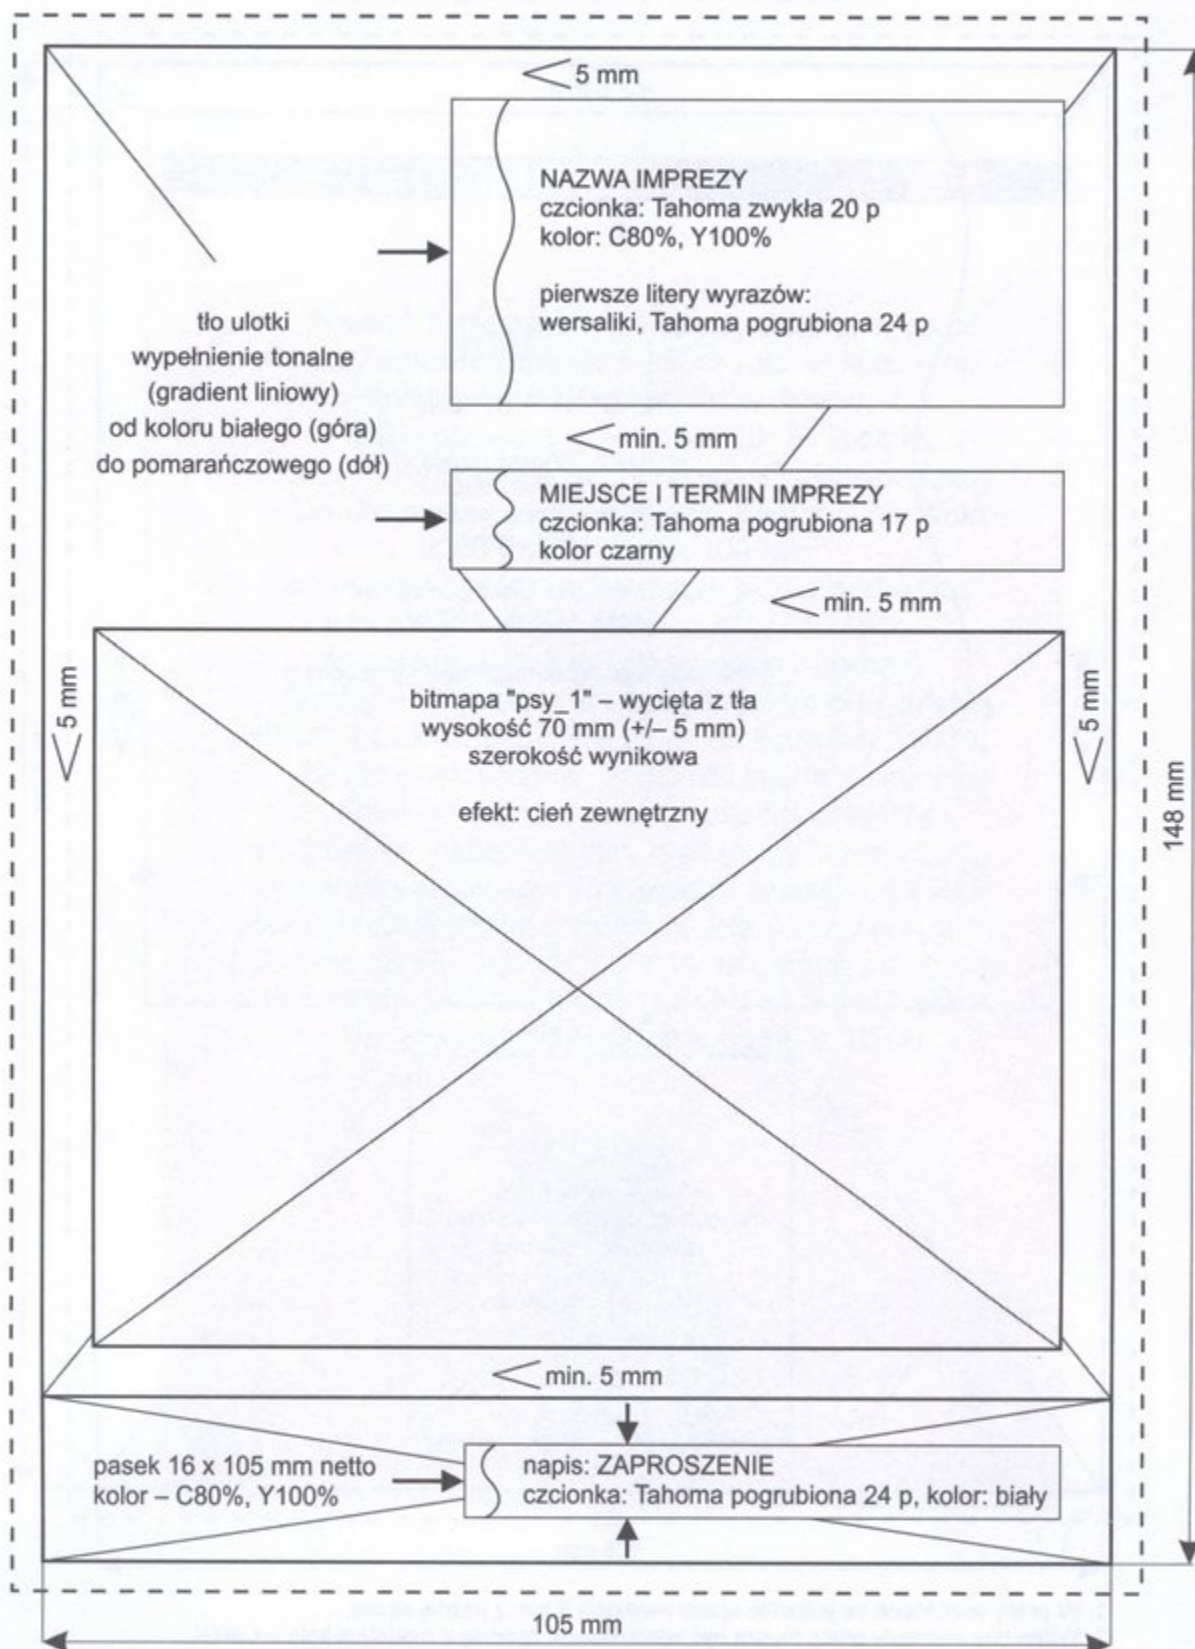 5 mm
NAZWA IMPREZY
czcionka: Tahoma zwykła 20 p
kolor: C80%, Y100%
pierwsze litery wyrazów:
wersaliki, Tahoma pogrubiona 24 p
tło ulotki
wypełnienie tonalne
(gradient liniowy)
od koloru białego (góra)
do pomarańczowego (dół)
min. 5 mm
MIEJSCE I TERMIN IMPREZY
czcionka: Tahoma pogrubiona 17 p
kolor czarny
min. 5 mm
5 mm
bitmapa "psy_1" – wycięta z tła
wysokość 70 mm (+/– 5 mm)
szerokość wynikowa
efekt: cień zewnętrzny
5 mm
148 mm
min. 5 mm
pasek 16 x 105 mm netto
kolor – C80%, Y100%
napis: ZAPROSZENIE
czcionka: Tahoma pogrubiona 24 p, kolor: biały
105 mm